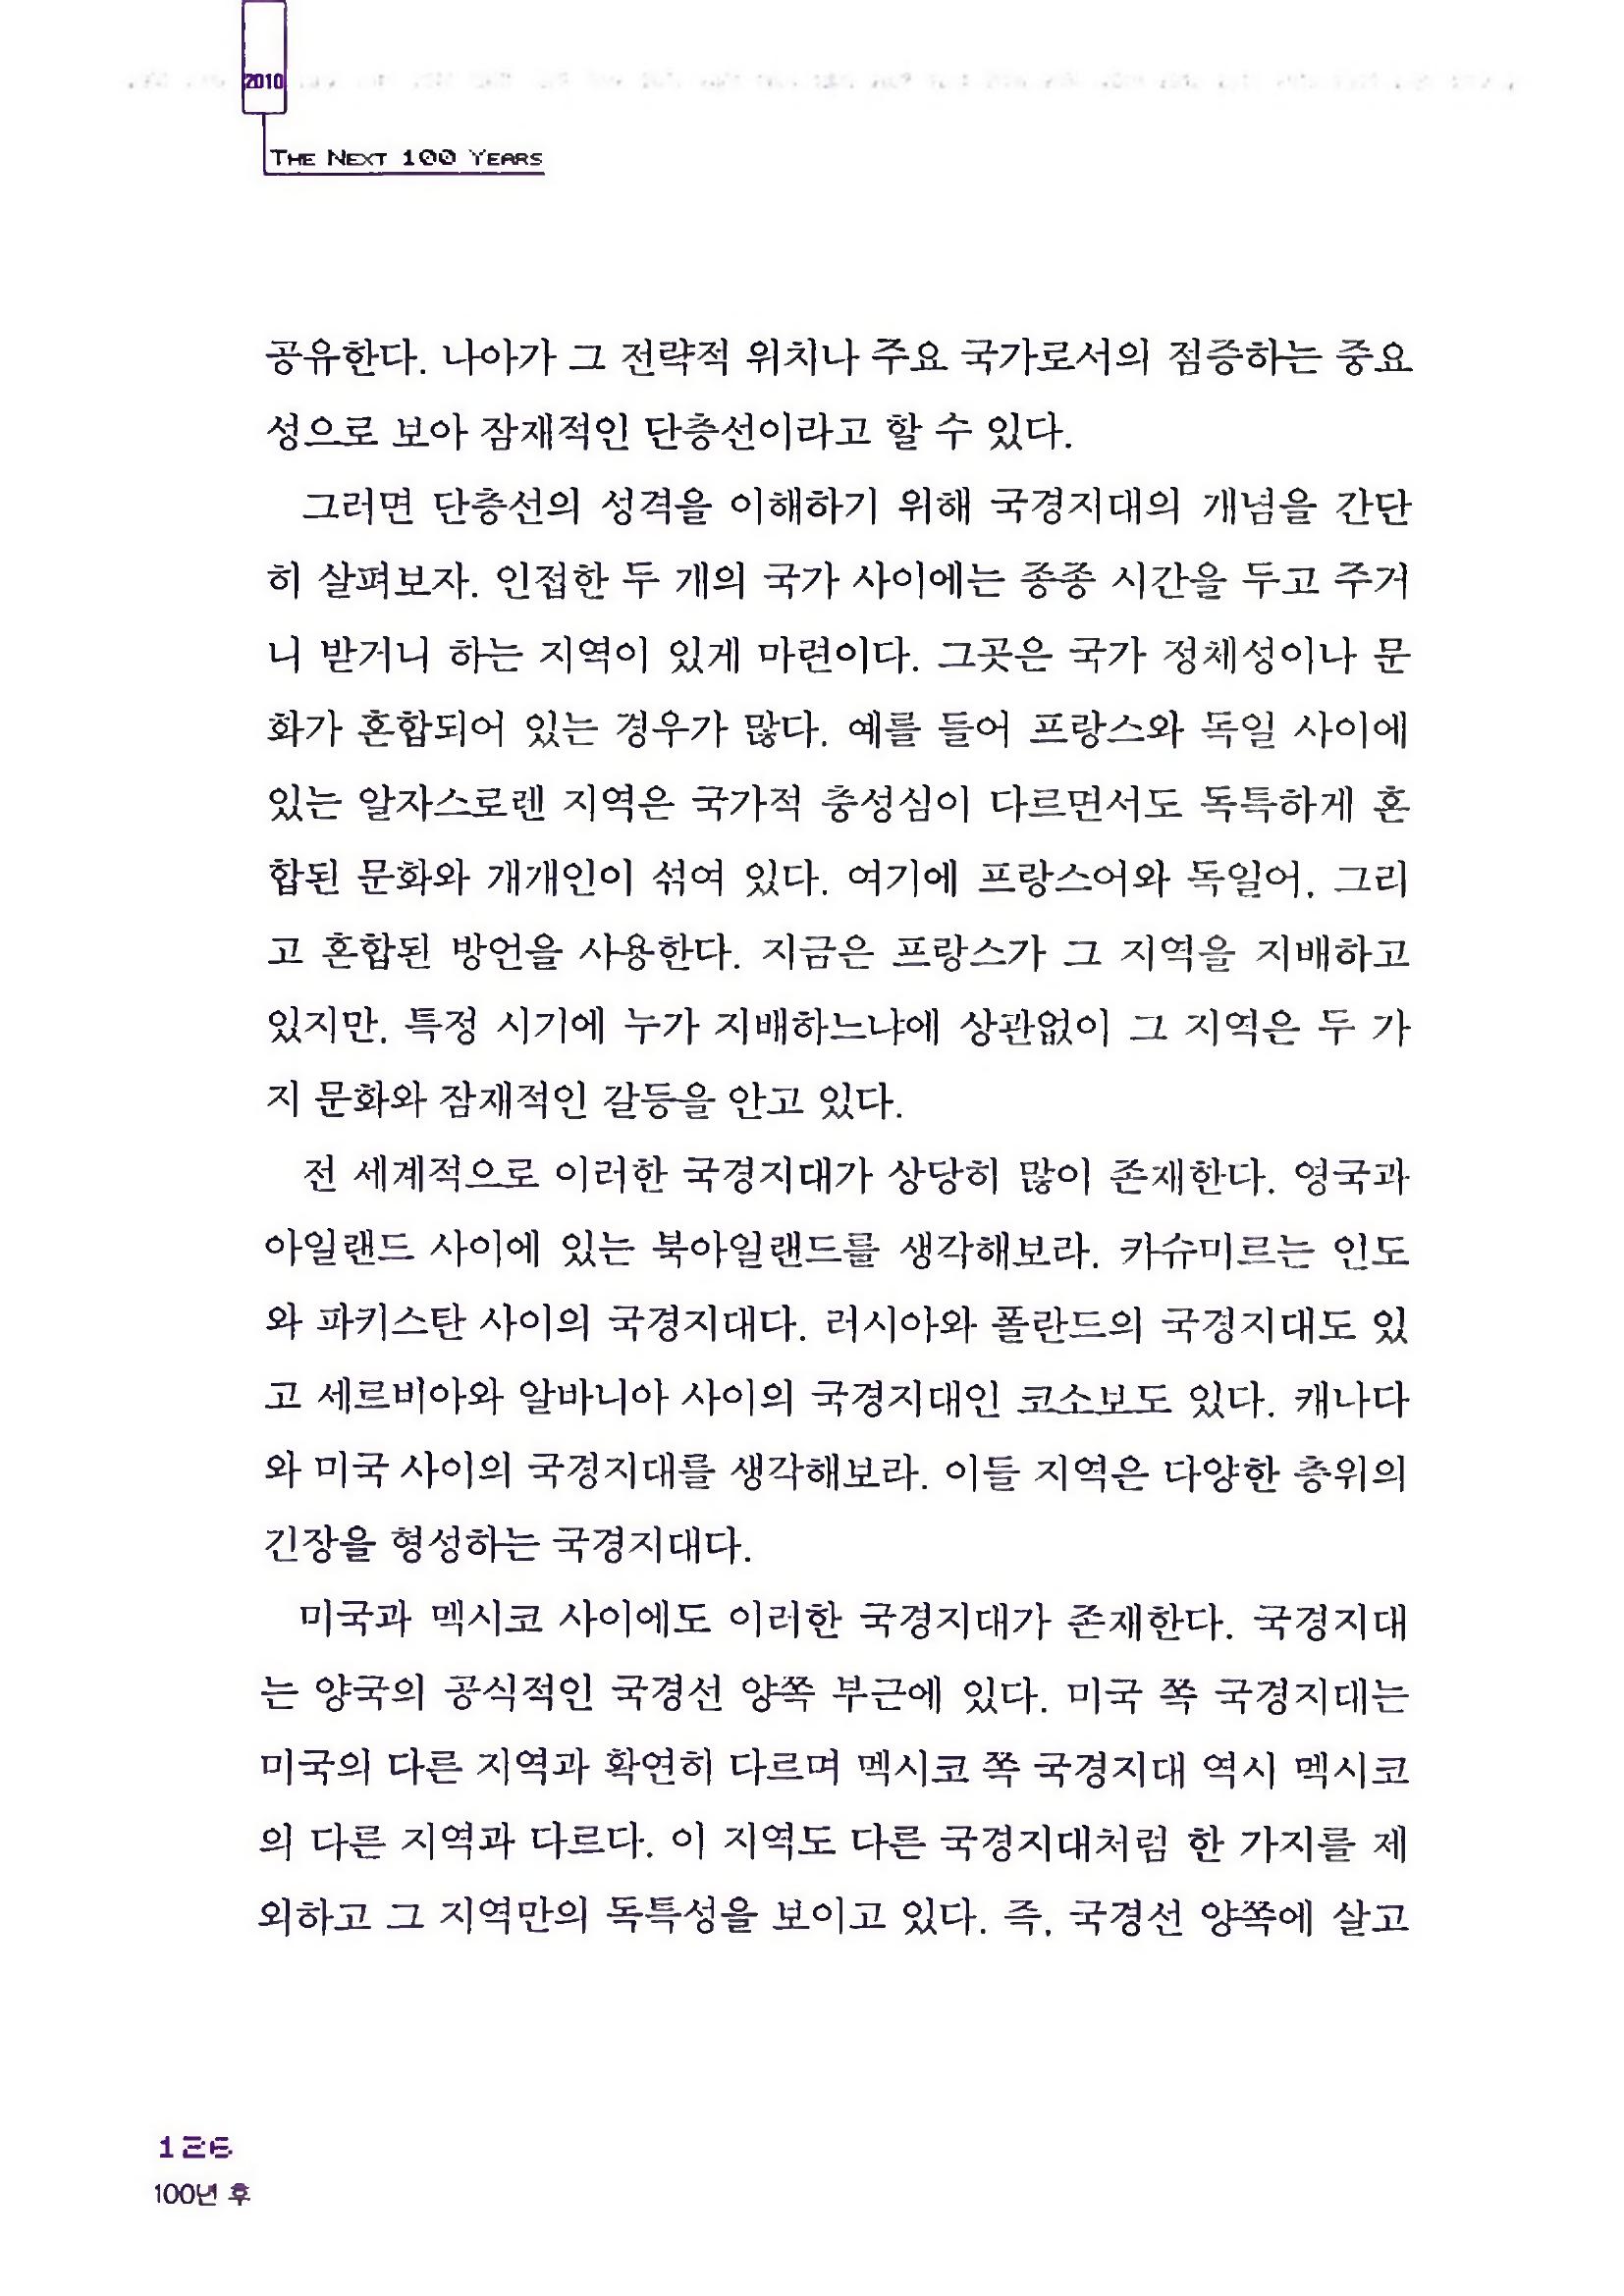 2010
THE NEXT 100 YEARS
공유한다. 나아가 그 전략적 위치나 주요 국가로서의 점증하는 중요
성으로 보아 잠재적인 단층선이라고 할 수 있다.
그러면 단층선의 성격을 이해하기 위해 국경지대의 개념을 간단
히 살펴보자. 인접한 두 개의 국가 사이에는 종종 시간을 두고 주거
니 받거니 하는 지역이 있게 마련이다. 그곳은 국가 정체성이나 문
화가 혼합되어 있는 경우가 많다. 예를 들어 프랑스와 독일 사이에
있는 알자스로렌 지역은 국가적 충성심이 다르면서도 독특하게 혼
합된 문화와 개개인이 섞여 있다. 여기에 프랑스어와 독일어, 그리
고 혼합된 방언을 사용한다. 지금은 프랑스가 그 지역을 지배하고
있지만, 특정 시기에 누가 지배하느냐에 상관없이 그 지역은 두 가
지 문화와 잠재적인 갈등을 안고 있다.
전 세계적으로 이러한 국경지대가 상당히 많이 존재한다. 영국과
아일랜드 사이에 있는 북아일랜드를 생각해보라. 카슈미르는 인도
와 파키스탄 사이의 국경지대다. 러시아와 폴란드의 국경지대도 있
고 세르비아와 알바니아 사이의 국경지대인 코소보도 있다. 캐나다
와 미국 사이의 국경지대를 생각해보라. 이들 지역은 다양한 층위의
긴장을 형성하는 국경지대다.
미국과 멕시코 사이에도 이러한 국경지대가 존재한다. 국경지대
는 양국의 공식적인 국경선 양쪽 부근에 있다. 미국 쪽 국경지대는
미국의 다른 지역과 확연히 다르며 멕시코 쪽 국경지대 역시 멕시코
의 다른 지역과 다르다. 이 지역도 다른 국경지대처럼 한 가지를 제
외하고 그 지역만의 독특성을 보이고 있다. 즉, 국경선 양쪽에 살고
126
100년 후